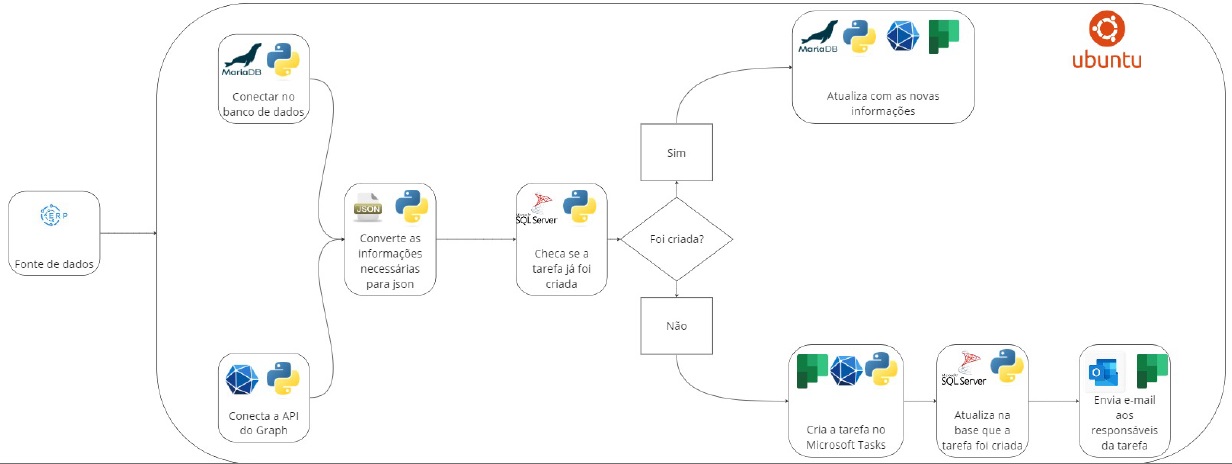 ERP
Fonte de dados
MariaDB
Conectar no
banco de dados
Conecta a API
do Graph
JSON
Converte as
informações
necessárias
para json
Microsoft
SQL Server
Checa se a
tarefa Já foi
criada
Foi criada?
Sim
Não
MariaDB
Atualiza com as novas
informações
ubuntu
Cria a tarefa no
Microsoft Tasks
Microsoft
SQL Server
Atualiza na
base que a
tarefa foi criada
Envia e-mail
aos
responsáveis
da tarefa